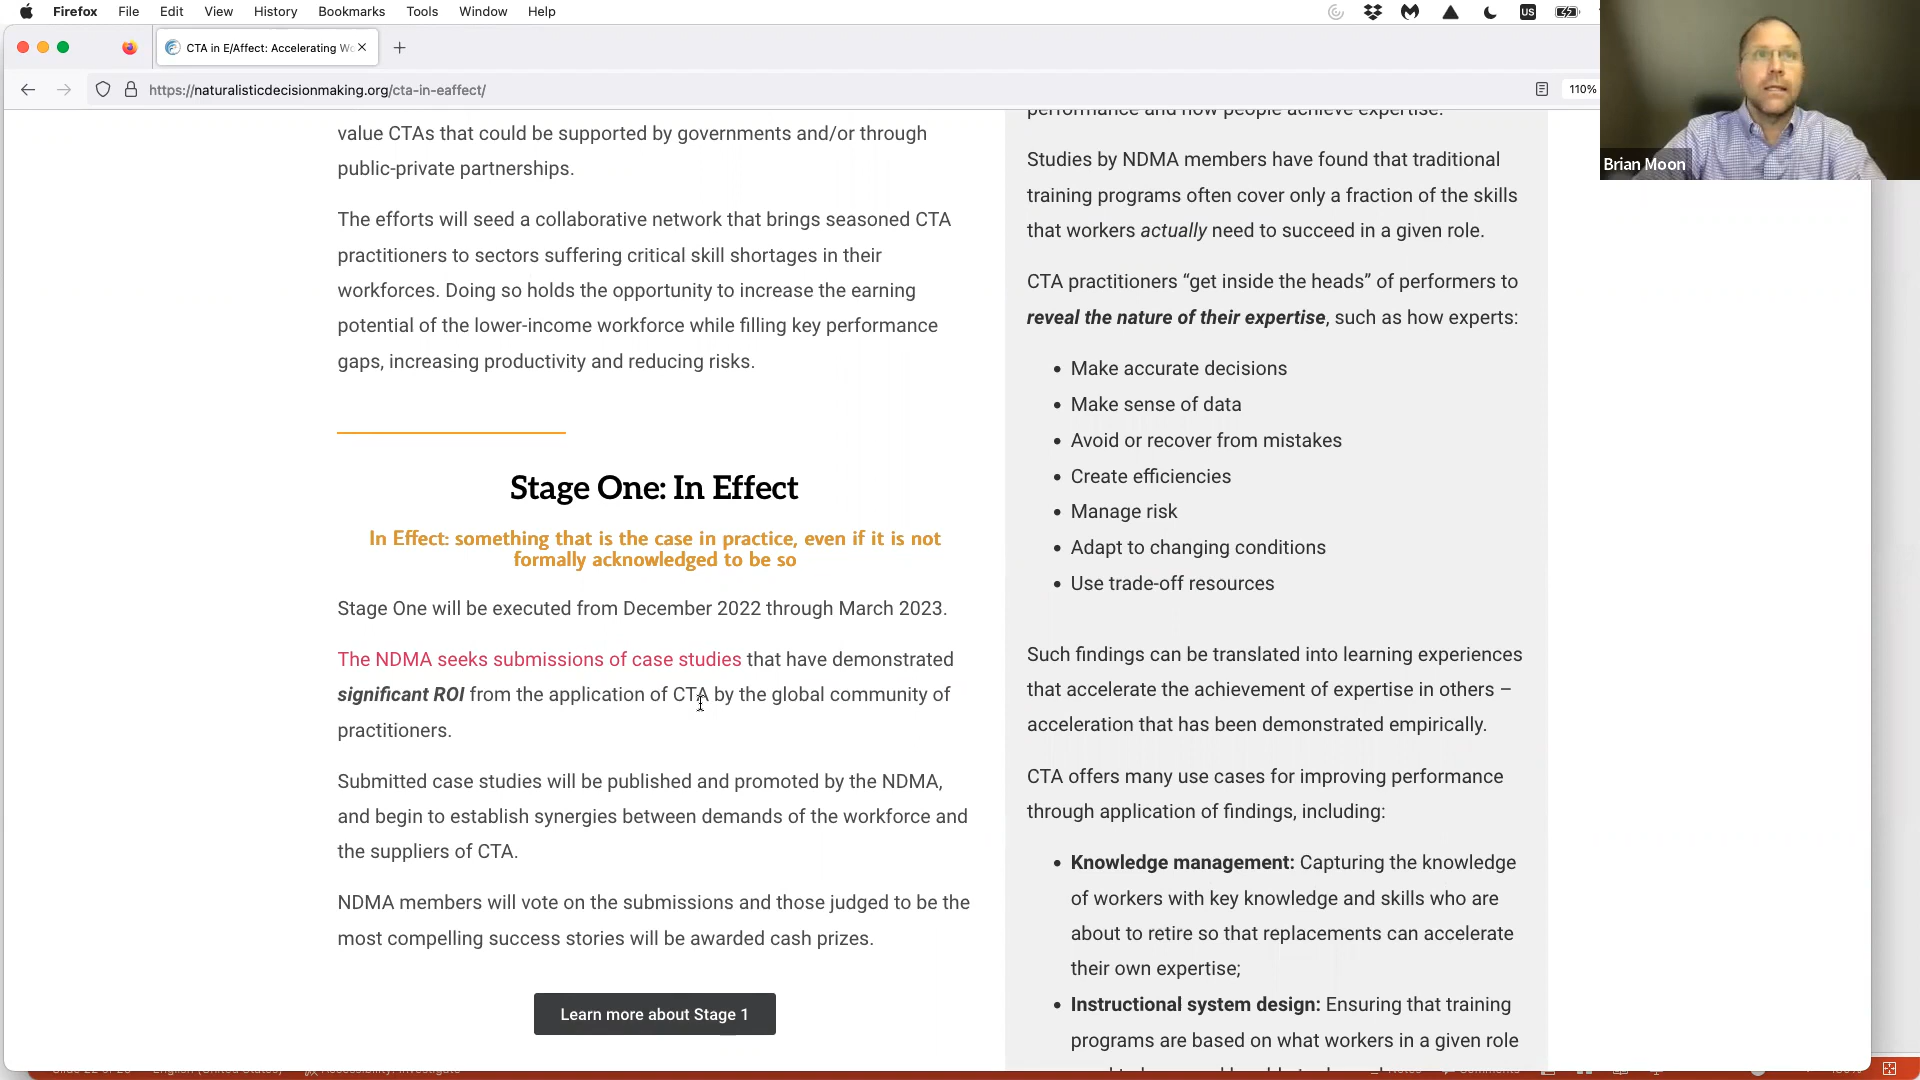 Firefox File Edit View History Bookmarks Tools Window Help
US
CTA in E/Affect: Accelerating Wo
https://naturalisticdecisionmaking.org/cta-in-eaffect/
110%
Brian Moon
value CTAs that could be supported by governments and/or through
public-private partnerships.
The efforts will seed a collaborative network that brings seasoned CTA
practitioners to sectors suffering critical skill shortages in their
workforces. Doing so holds the opportunity to increase the earning
potential of the lower-income workforce while filling key performance
gaps, increasing productivity and reducing risks.
Stage One: In Effect
In Effect: something that is the case in practice, even if it is not
formally acknowledged to be so
Stage One will be executed from December 2022 through March 2023.
The NDMA seeks submissions of case studies that have demonstrated
significant ROI from the application of CTA by the global community of
practitioners.
Submitted case studies will be published and promoted by the NDMA,
and begin to establish synergies between demands of the workforce and
the suppliers of CTA.
NDMA members will vote on the submissions and those judged to be the
most compelling success stories will be awarded cash prizes.
Learn more about Stage 1
performance and how people achieve expertise.
Studies by NDMA members have found that traditional
training programs often cover only a fraction of the skills
that workers actually need to succeed in a given role.
CTA practitioners “get inside the heads” of performers to
reveal the nature of their expertise, such as how experts:
• Make accurate decisions
• Make sense of data
• Avoid or recover from mistakes
• Create efficiencies
• Manage risk
• Adapt to changing conditions
• Use trade-off resources
Such findings can be translated into learning experiences
that accelerate the achievement of expertise in others –
acceleration that has been demonstrated empirically.
CTA offers many use cases for improving performance
through application of findings, including:
• Knowledge management: Capturing the knowledge
of workers with key knowledge and skills who are
about to retire so that replacements can accelerate
their own expertise;
• Instructional system design: Ensuring that training
programs are based on what workers in a given role